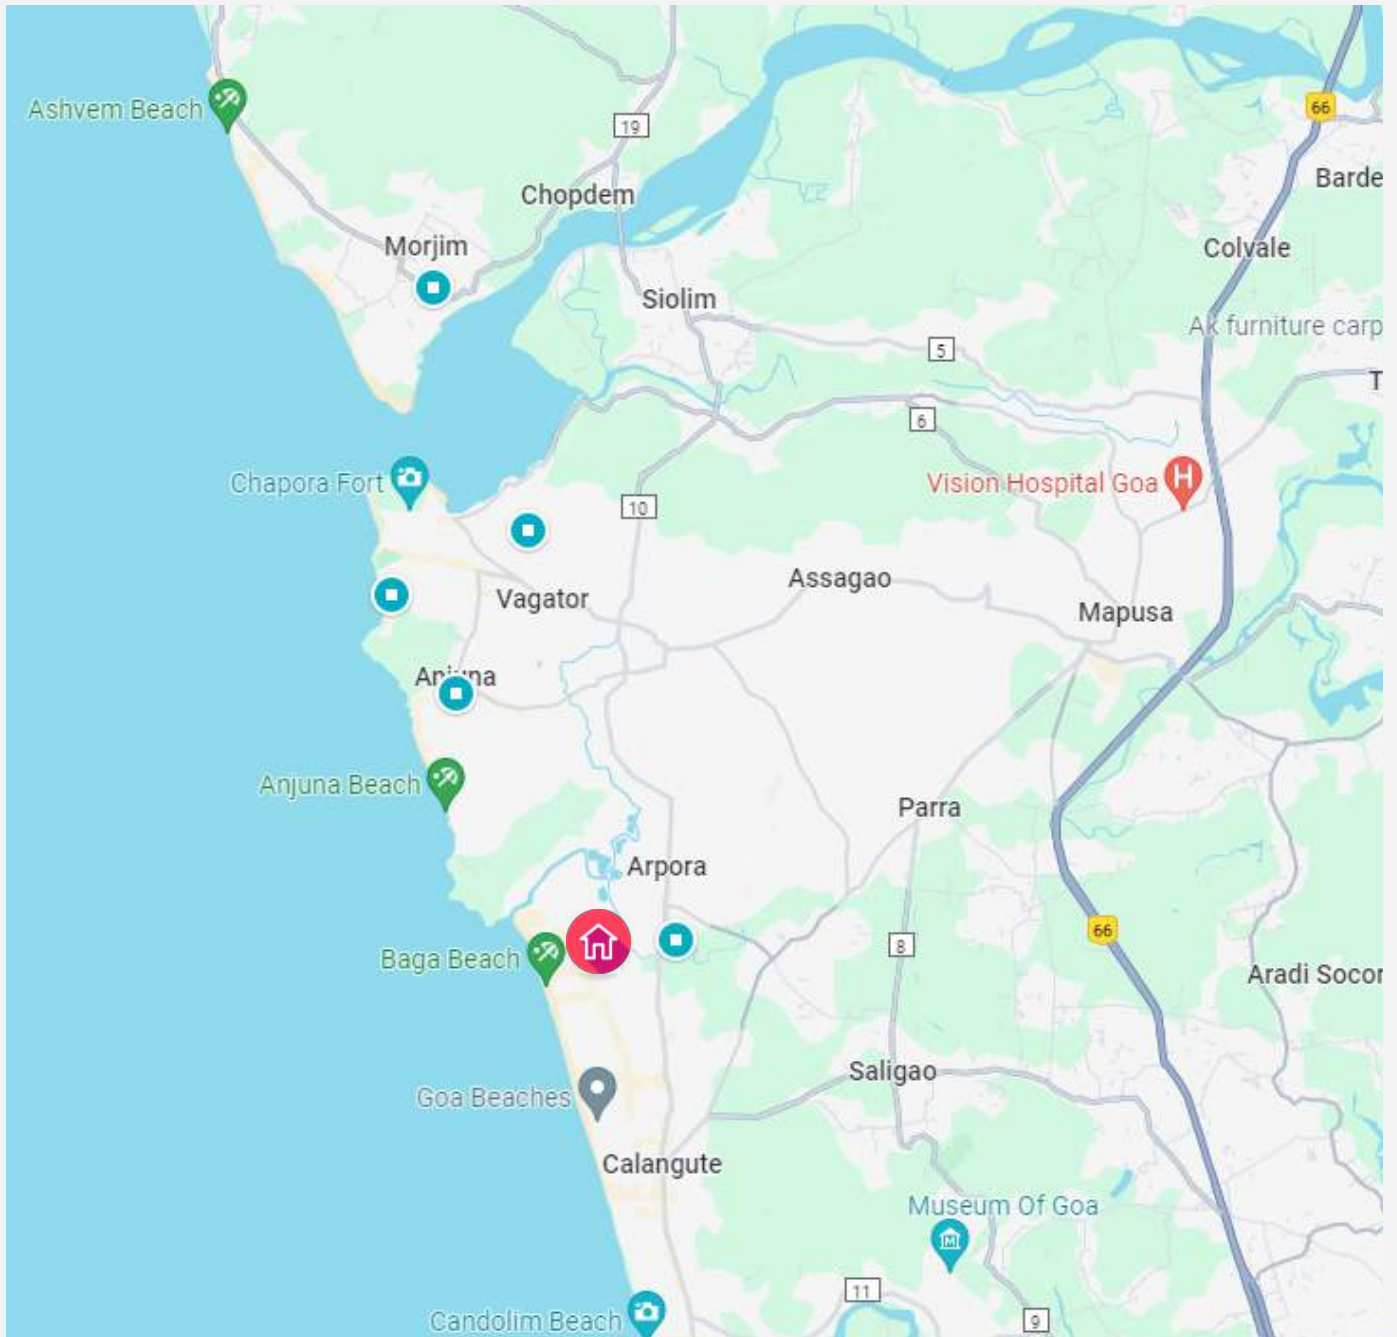 66
Ashvem Beach
19
Barde
Chopdem
Morjim
Colvale
Siolim
Ak furniture carp
5
T
6
Chapora Fort
Vision Hospital Goa
H
10
Assagao
Vagator
Mapusa
Anjuna
Anjuna Beach
Parra
Arpora
66
8
Baga Beach
Aradi Socor
Saligao
Goa Beaches
Calangute
Museum Of Goa
M
11
Candolim Beach
9